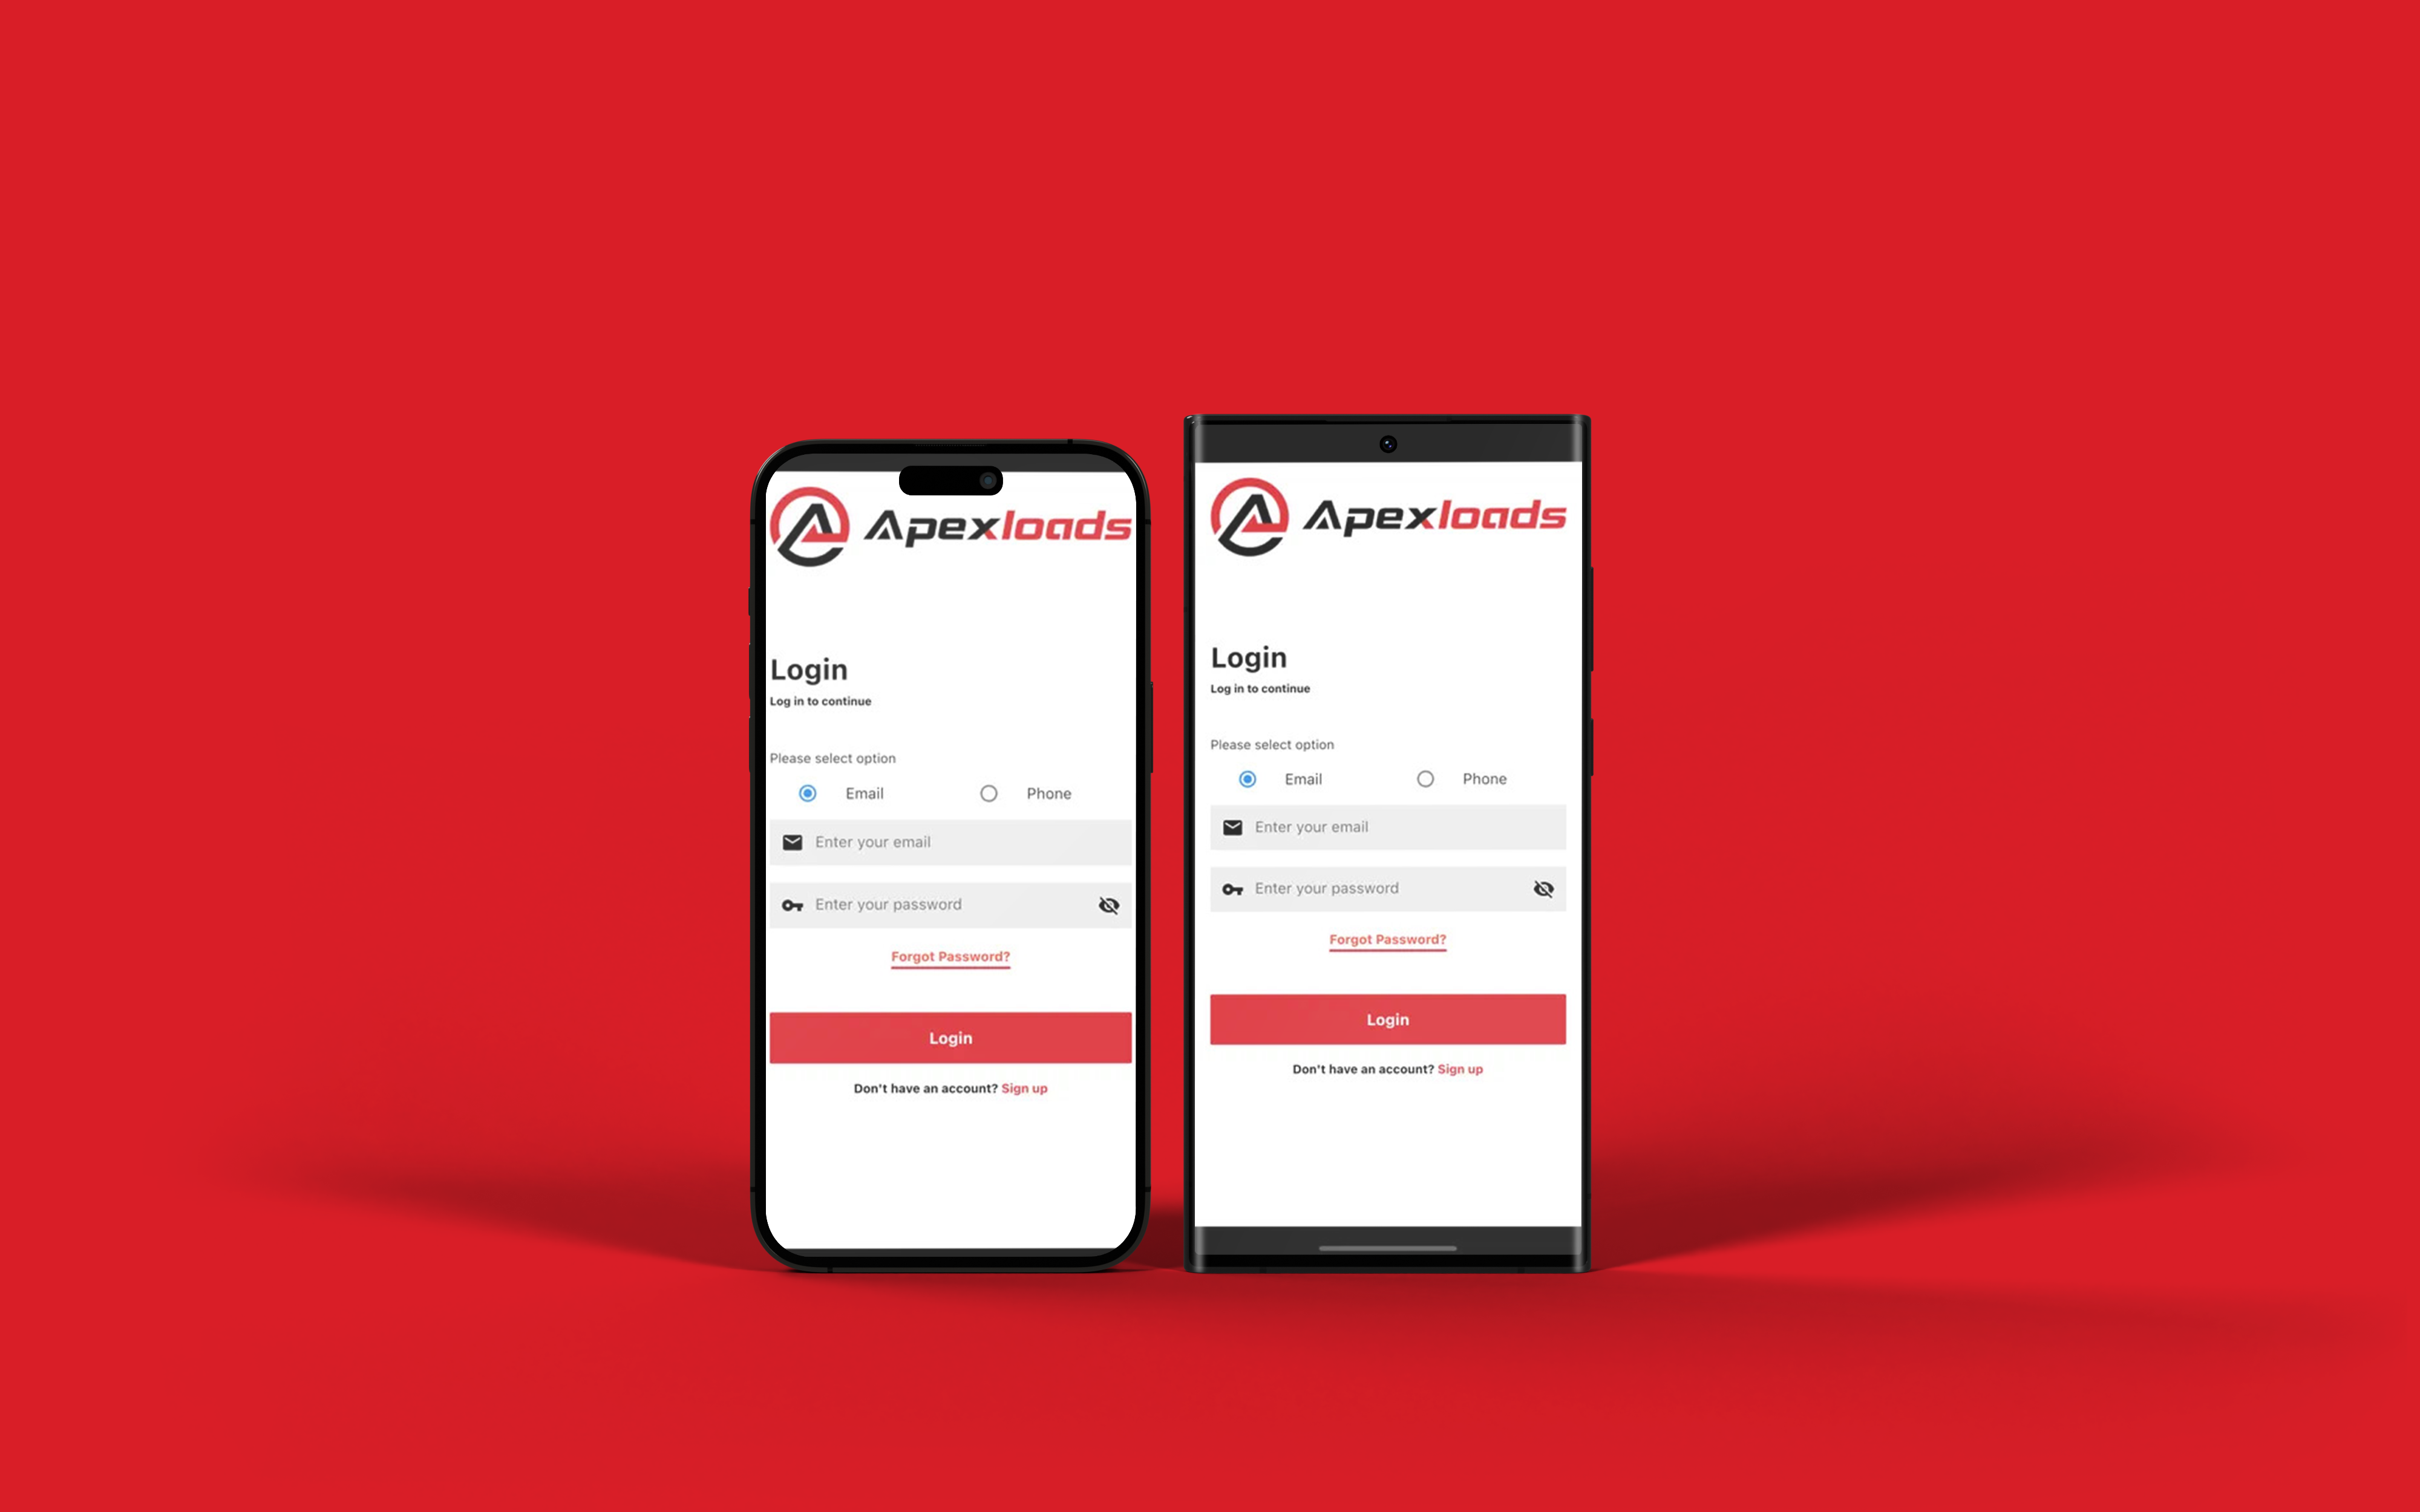 Apexloads
Login
Log in to continue
Please select option
Email Phone
Enter your email
Enter your password
Forgot Password?
Login
Don't have an account? Sign up
Apexloads
Login
Log in to continue
Please select option
Email Phone
Enter your email
Enter your password
Forgot Password?
Login
Don't have an account? Sign up